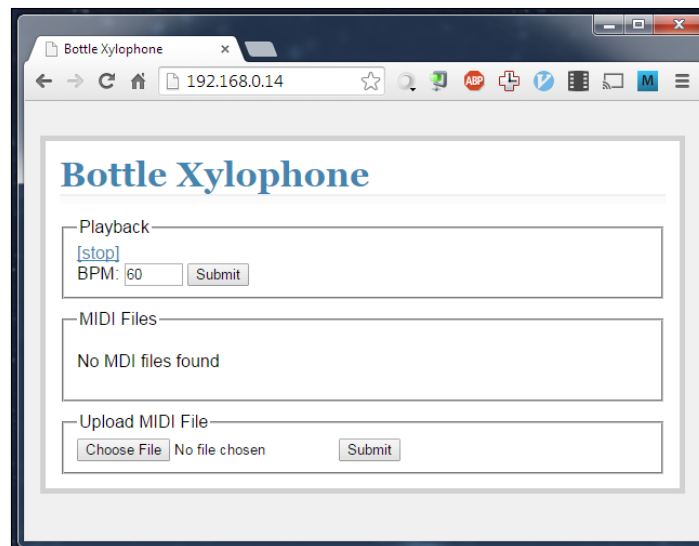 Bottle Xylophone
192.168.0.14
ABP
M
Bottle Xylophone
Playback
[stop]
BPM: 60 Submit
MIDI Files
No MDI files found
Upload MIDI File
Choose File No file chosen Submit